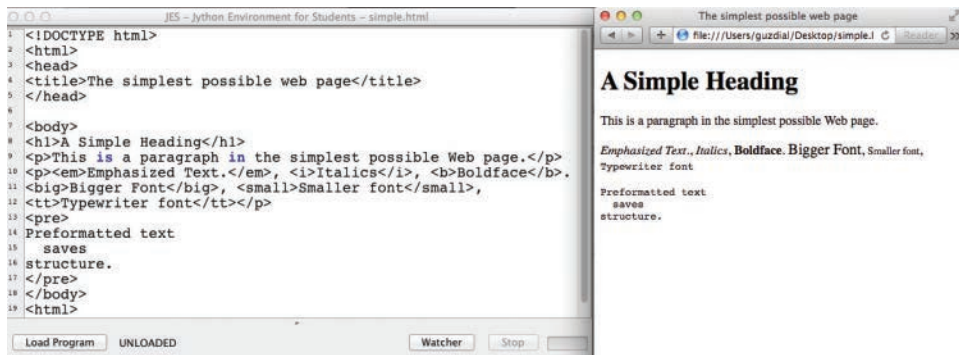 JES - Jython Environment for Students - simple.html
1 <!DOCTYPE html>
2 <html>
3 <head>
4 <title>The simplest possible web page</title>
5 </head>
6
7 <body>
8 <h1>A Simple Heading</h1>
9 <p>This is a paragraph in the simplest possible Web page.</p>
10 <p><em>Emphasized Text.</em>, <i>Italics</i>, <b>Boldface</b>.
11 <big>Bigger Font</big>, <small>Smaller font</small>,
12 <tt>Typewriter font</tt></p>
13 <pre>
14 Preformatted text
15   saves
16 structure.
17 </pre>
18 </body>
19 <html>
Load Program UNLOADED Watcher Stop
The simplest possible web page
file:///Users/guzdial/Desktop/simple.l Reader
A Simple Heading
This is a paragraph in the simplest possible Web page.
Emphasized Text., Italics, Boldface. Bigger Font, Smaller font,
Typewriter font
Preformatted text
  saves
structure.